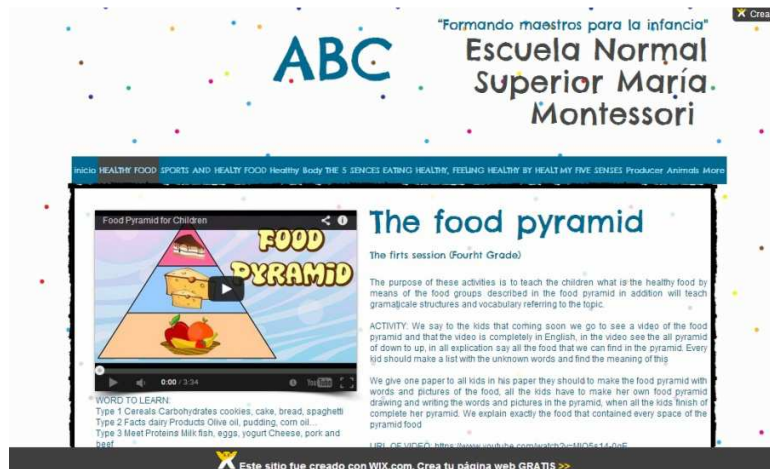 Crea
"Formando maestros para la infancia"
ABC
Escuela Normal
Superior María
Montessori
inicio HEALTHY FOOD SPORTS AND HEALTY FOOD Healthy Body THE 5 SENCES EATING HEALTHY, FEELING HEALTHY BY HEALT MY FIVE SENSES Producer Animals More
Food Pyramid for Children
FOOD
PYRAMID
0:00 / 3:34
YouTube
WORD TO LEARN:
Type 1 Cereals Carbohydrates cookies, cake, bread, spaghetti
Type 2 Facts dairy Products Olive oil, pudding, corn oil...
Type 3 Meet Proteins Milk fish, eggs, yogurt Cheese, pork and
beef
The food pyramid
The firts session (Fourht Grade)
The purpose of these activities is to teach the children what is the healthy food by
means of the food groups described in the food pyramid in addition will teach
gramaticale structures and vocabulary referring to the topic.
ACTIVITY: We say to the kids that coming soon we go to see a video of the food
pyramid and that the video is completely in English, in the video see the all pyramid
of down to up, in all explication say all the food that we can find in the pyramid. Every
kid should make a list with the unknown words and find the meaning of this
We give one paper to all kids in his paper they should to make the food pyramid with
words and pictures of the food, all the kids have to make her own food pyramid
drawing and writing the words and pictures in the pyramid, when all the kids finish of
complete her pyramid. We explain exactly the food that contained every space of the
pyramid food
URL OF VIDEO:
Este sitio fue creado con WIX.com. Crea tu página web GRATIS >>